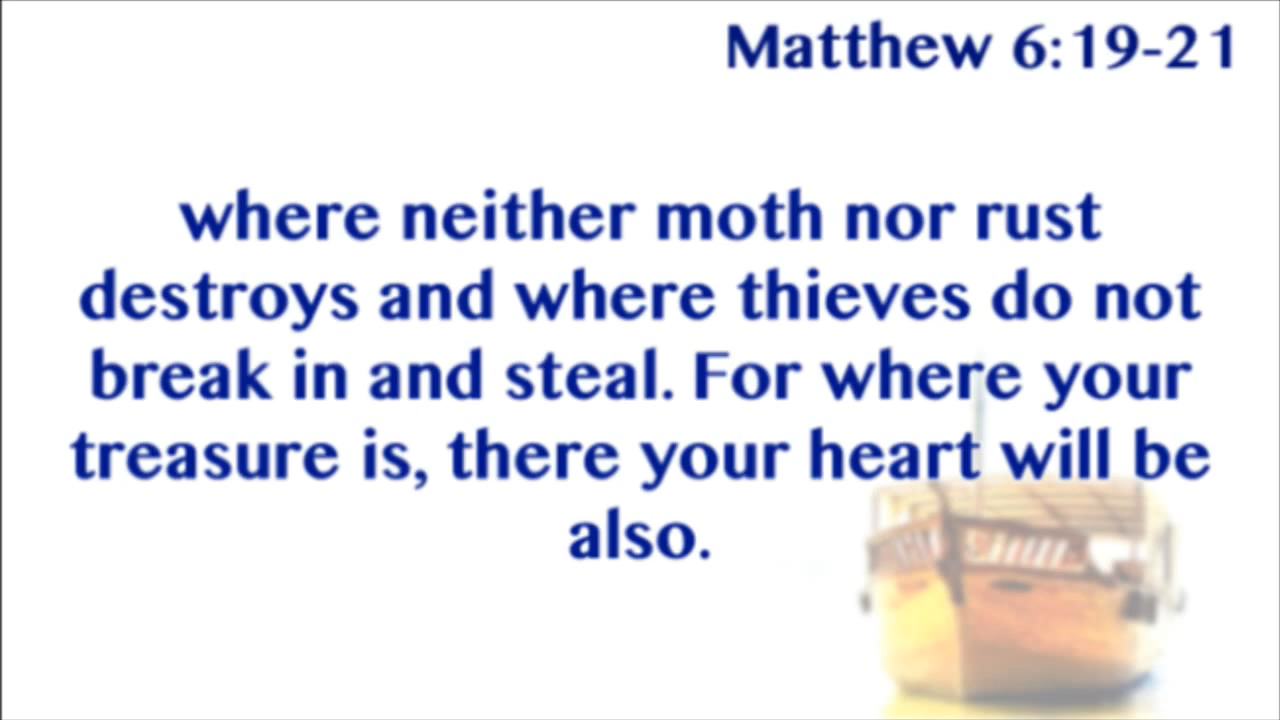 Matthew 6:19-21
where neither moth nor rust
destroys and where thieves do not
break in and steal. For where your
treasure is, there your heart will be
also.